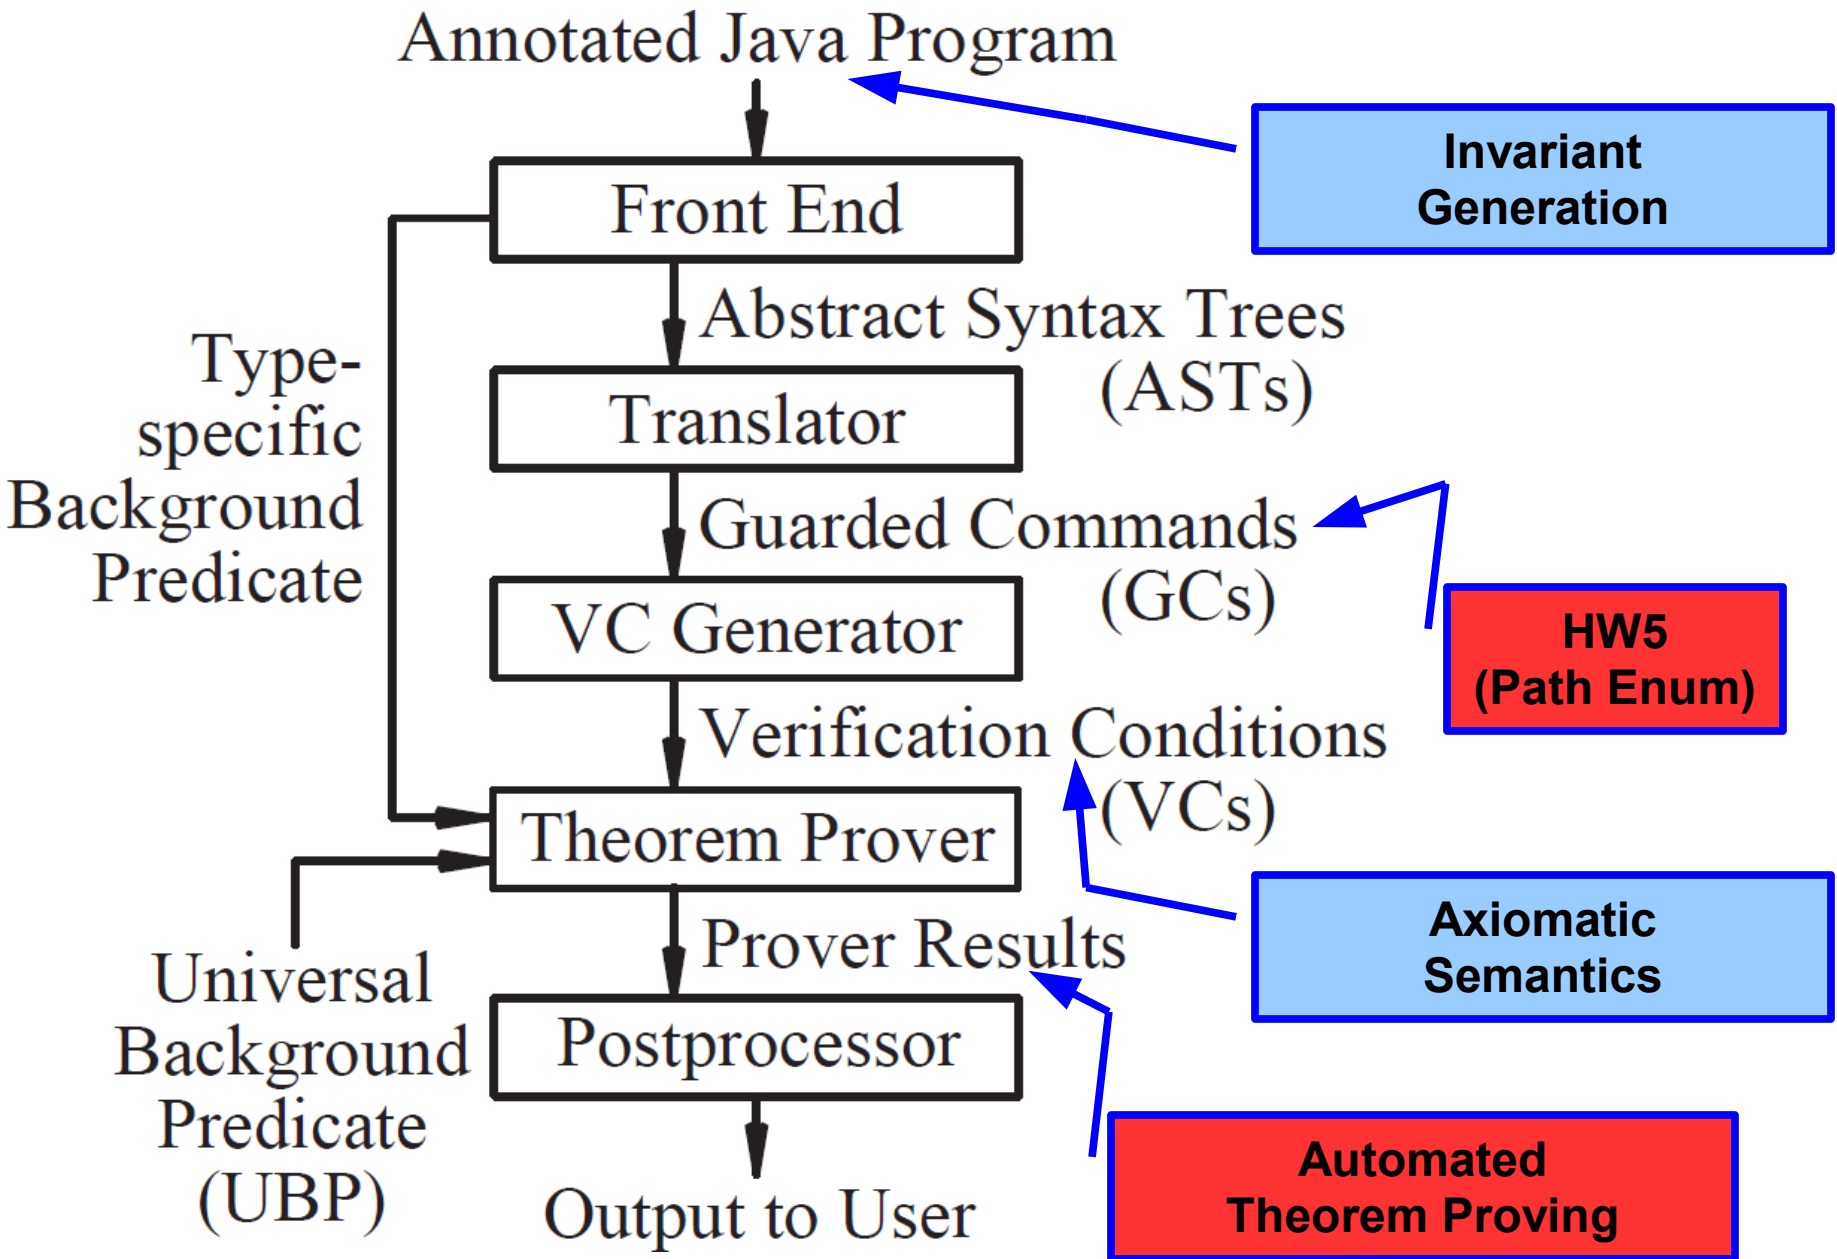 Annotated Java Program
Invariant
Generation
Front End
Abstract Syntax Trees
(ASTs)
Type-
specific
Background
Predicate
Translator
Guarded Commands
(GCs)
HW5
(Path Enum)
VC Generator
Verification Conditions
(VCs)
Theorem Prover
Axiomatic
Semantics
Prover Results
Universal
Background
Predicate
(UBP)
Postprocessor
Automated
Theorem Proving
Output to User